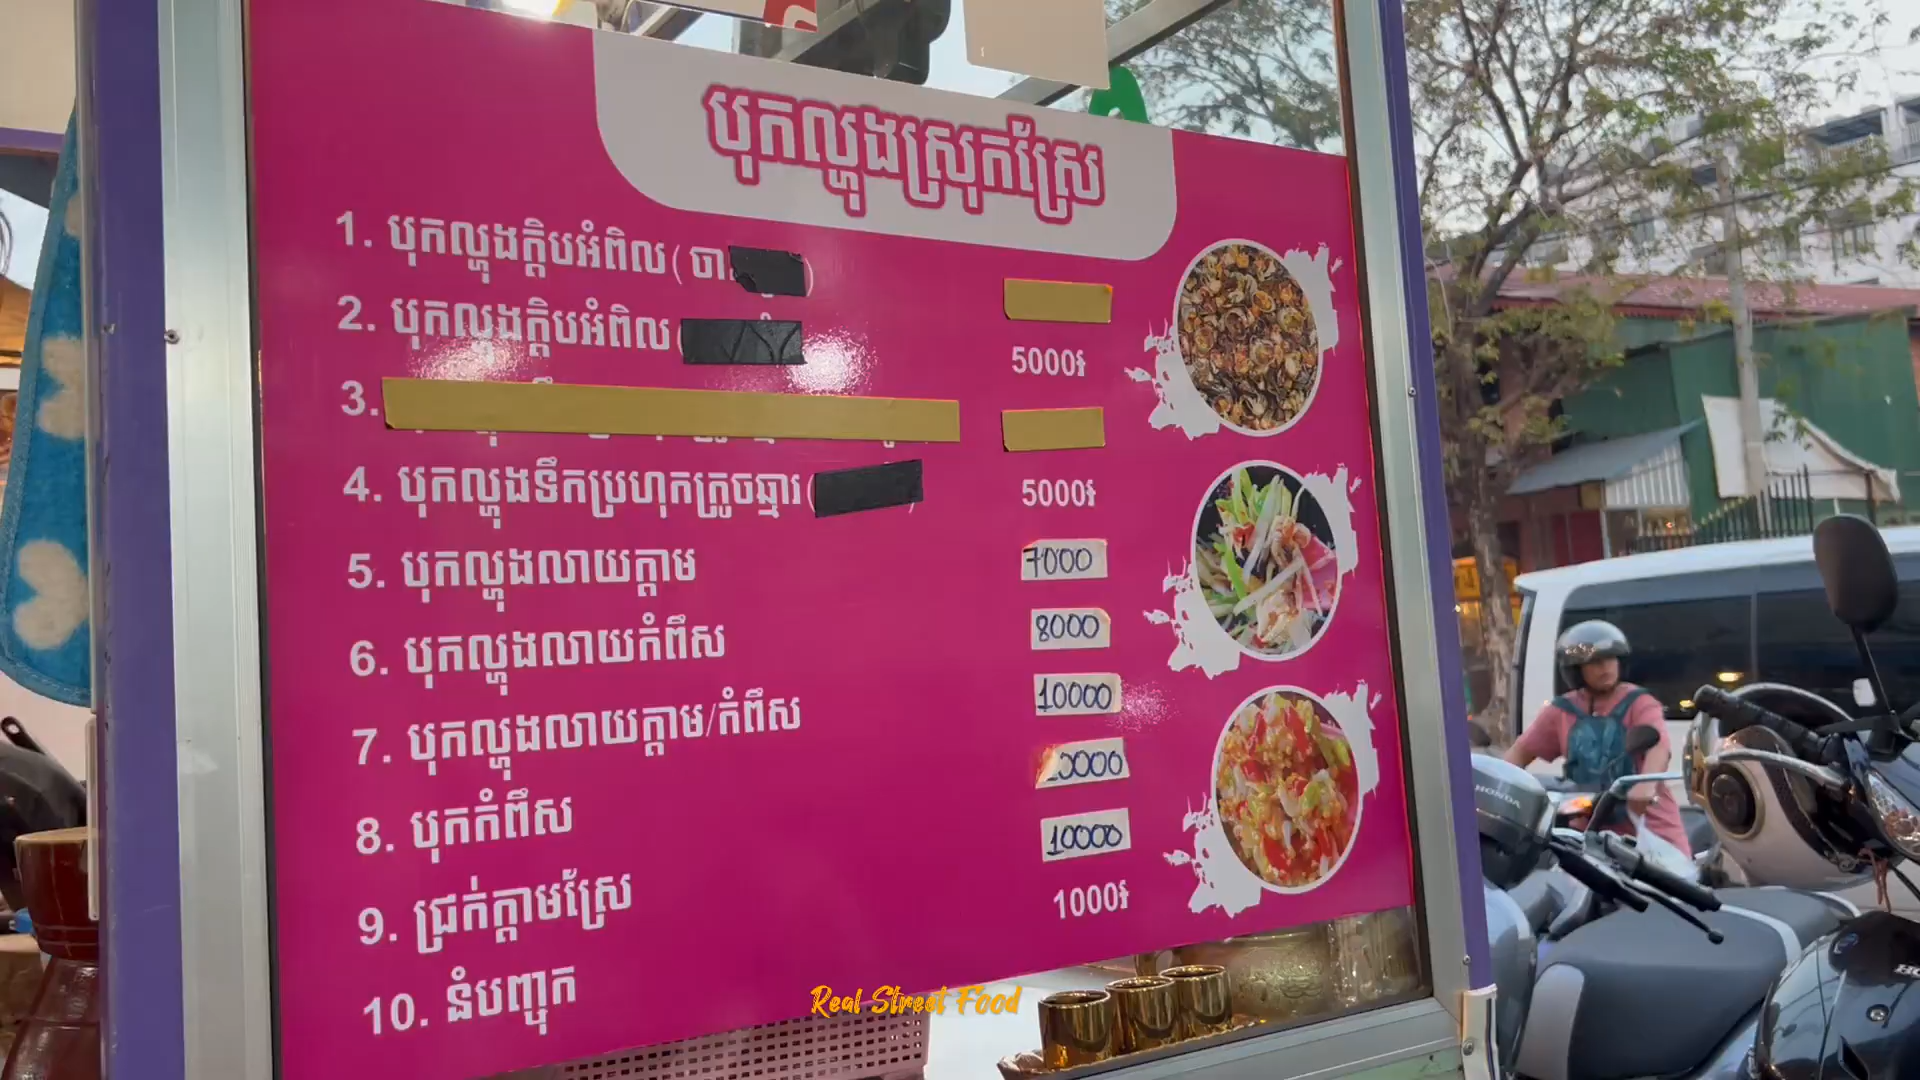 បុកល្ហុងស្រុកស្រែ
1. បុកល្ហុងក្តិបអំពិល(
2. បុកល្ហុងក្តិបអំពិល(
5000៛
3.
4. បុកល្ហុងទឹកប្រហុកក្រូចឆ្មារ(
5000៛
5. បុកល្ហុងលាយក្តាម
7000
6. បុកល្ហុងលាយកំពឹស
8000
7. បុកល្ហុងលាយក្តាម/កំពឹស
10000
8. បុកកំពឹស
9. ជ្រក់ក្តាមស្រែ
10000
10. នំបញ្ចុក
1000៛
Real Street Food
HONDA